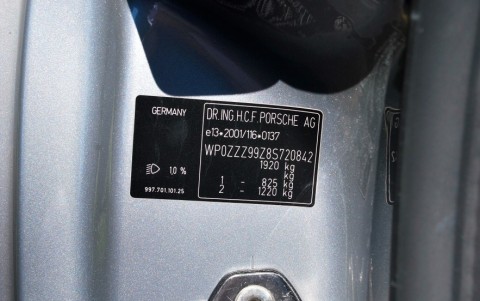 GERMANY
DR.ING.H.C.F.PORSCHE AG
e13*2001/116*0137
WP0ZZZ99Z8S720842
1920 kg
kg
1 - 825 kg
2 - 1220 kg
1,0 %
997.701.101.25